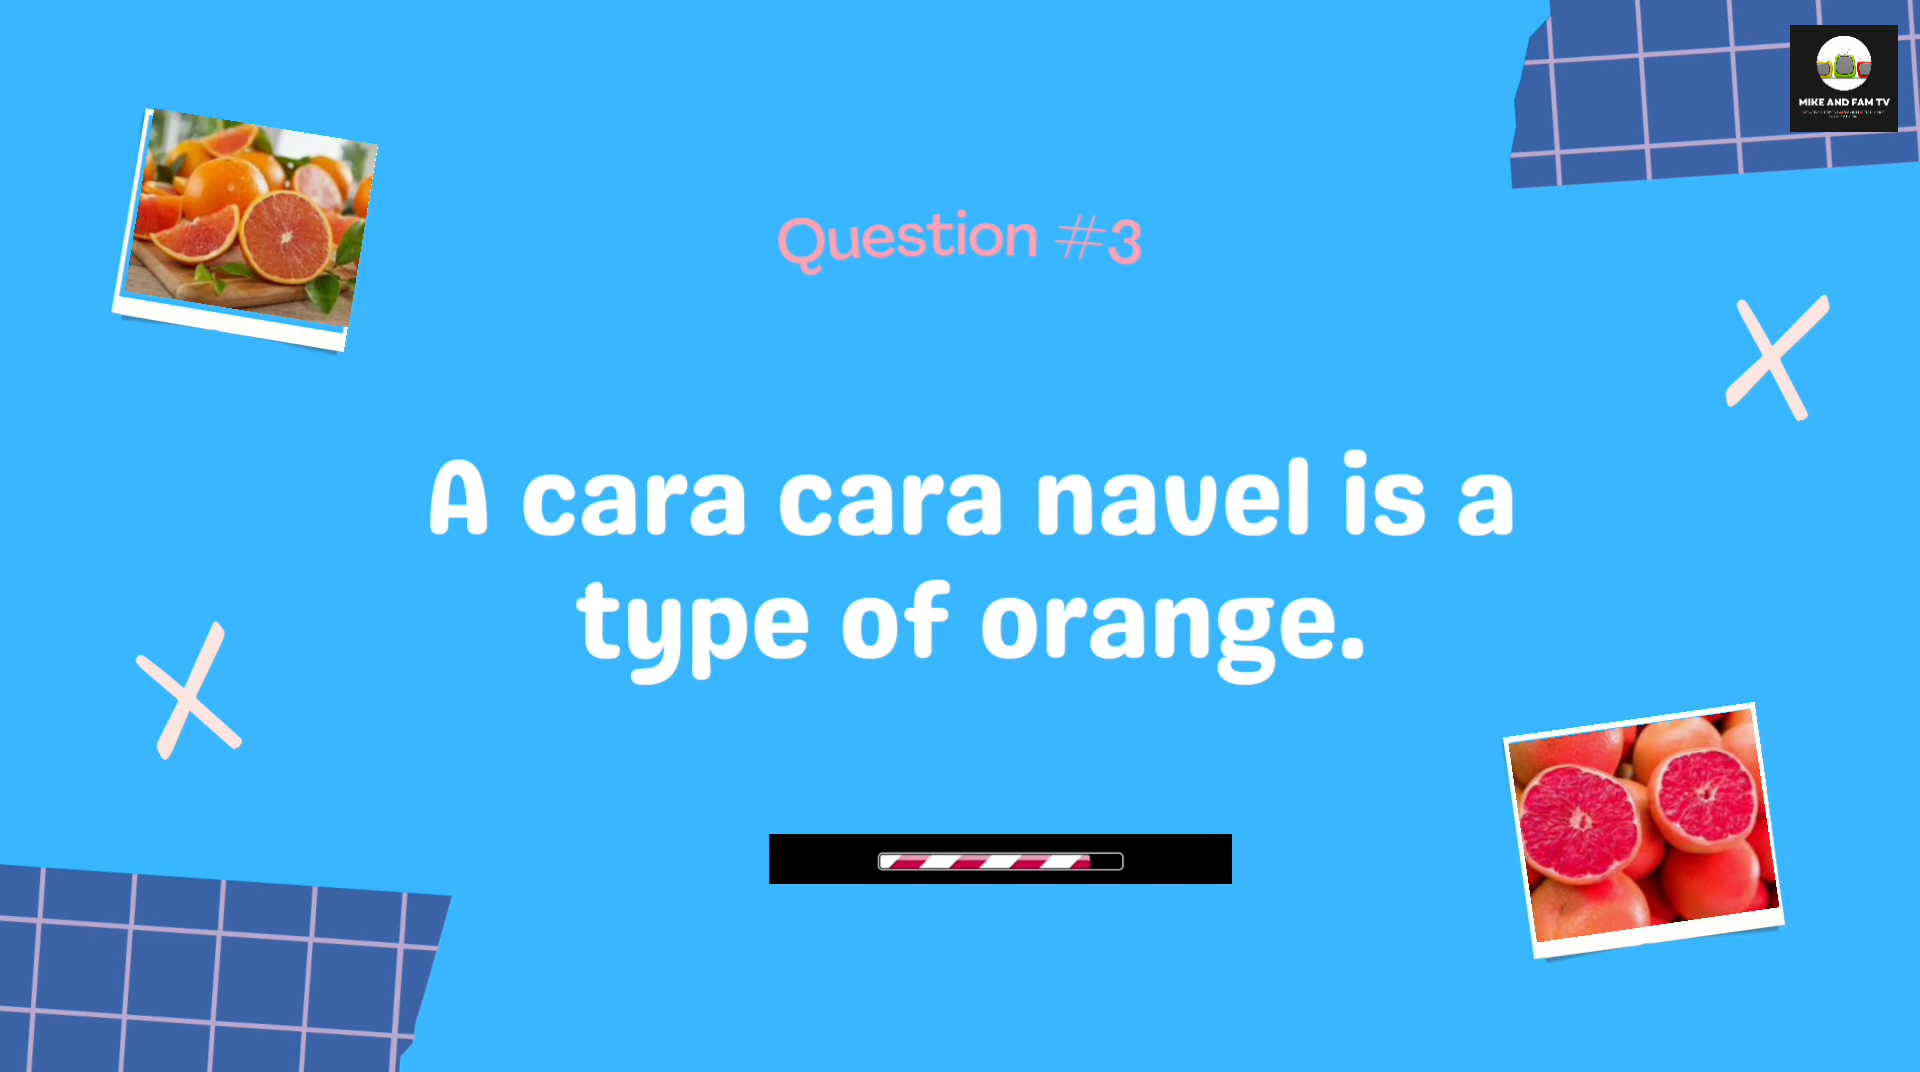 MIKE AND FAM TV
Question #3
A cara cara navel is a
type of orange.